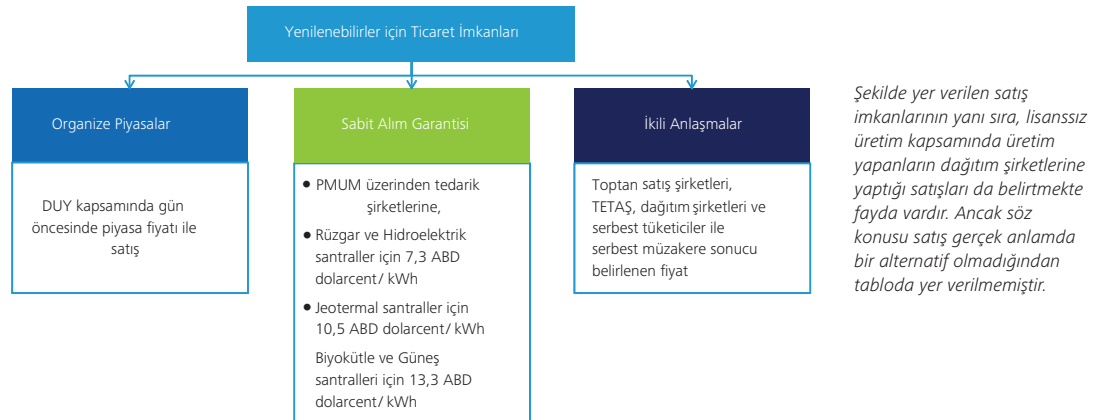 Yenilenebilirler için Ticaret İmkanları
Organize Piyasalar
DUY kapsamında gün
öncesinde piyasa fiyatı ile
satış
Sabit Alım Garantisi
● PMUM üzerinden tedarik
şirketlerine,
● Rüzgar ve Hidroelektrik
santraller için 7,3 ABD
dolarcent/ kWh
● Jeotermal santraller için
10,5 ABD dolarcent/ kWh
Biyokütle ve Güneş
santralleri için 13,3 ABD
dolarcent/ kWh
İkili Anlaşmalar
Toptan satış şirketleri,
TETAŞ, dağıtım şirketleri ve
serbest tüketiciler ile
serbest müzakere sonucu
belirlenen fiyat
Şekilde yer verilen satış
imkanlarının yanı sıra, lisanssız
üretim kapsamında üretim
yapanların dağıtım şirketlerine
yaptığı satışları da belirtmekte
fayda vardır. Ancak söz
konusu satış gerçek anlamda
bir alternatif olmadığından
tabloda yer verilmemiştir.